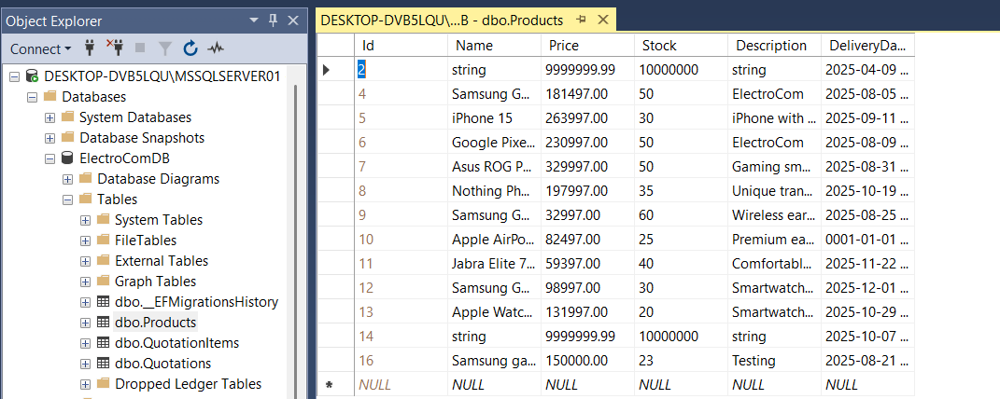 Object Explorer
Connect
DESKTOP-DVB5LQU\MSSQLSERVER01
Databases
System Databases
Database Snapshots
ElectroComDB
Database Diagrams
Tables
System Tables
FileTables
External Tables
Graph Tables
dbo.__EFMigrationsHistory
dbo.Products
dbo.QuotationItems
dbo.Quotations
Dropped Ledger Tables
DESKTOP-DVB5LQU\...B - dbo.Products
Id Name Price Stock Description DeliveryDa...
2 string 9999999.99 10000000 string 2025-04-09 ...
4 Samsung G... 181497.00 50 ElectroCom 2025-08-05 ...
5 iPhone 15 263997.00 30 iPhone with ... 2025-09-11 ...
6 Google Pixe... 230997.00 50 ElectroCom 2025-08-09 ...
7 Asus ROG P... 329997.00 50 Gaming sm... 2025-08-31 ...
8 Nothing Ph... 197997.00 35 Unique tran... 2025-10-19 ...
9 Samsung G... 32997.00 60 Wireless ear... 2025-08-25 ...
10 Apple AirPo... 82497.00 25 Premium ea... 0001-01-01 ...
11 Jabra Elite 7... 59397.00 40 Comfortabl... 2025-11-22 ...
12 Samsung G... 98997.00 30 Smartwatch... 2025-12-01 ...
13 Apple Watc... 131997.00 20 Smartwatch... 2025-10-29 ...
14 string 9999999.99 10000000 string 2025-10-07 ...
16 Samsung ga... 150000.00 23 Testing 2025-08-21 ...
NULL NULL NULL NULL NULL NULL